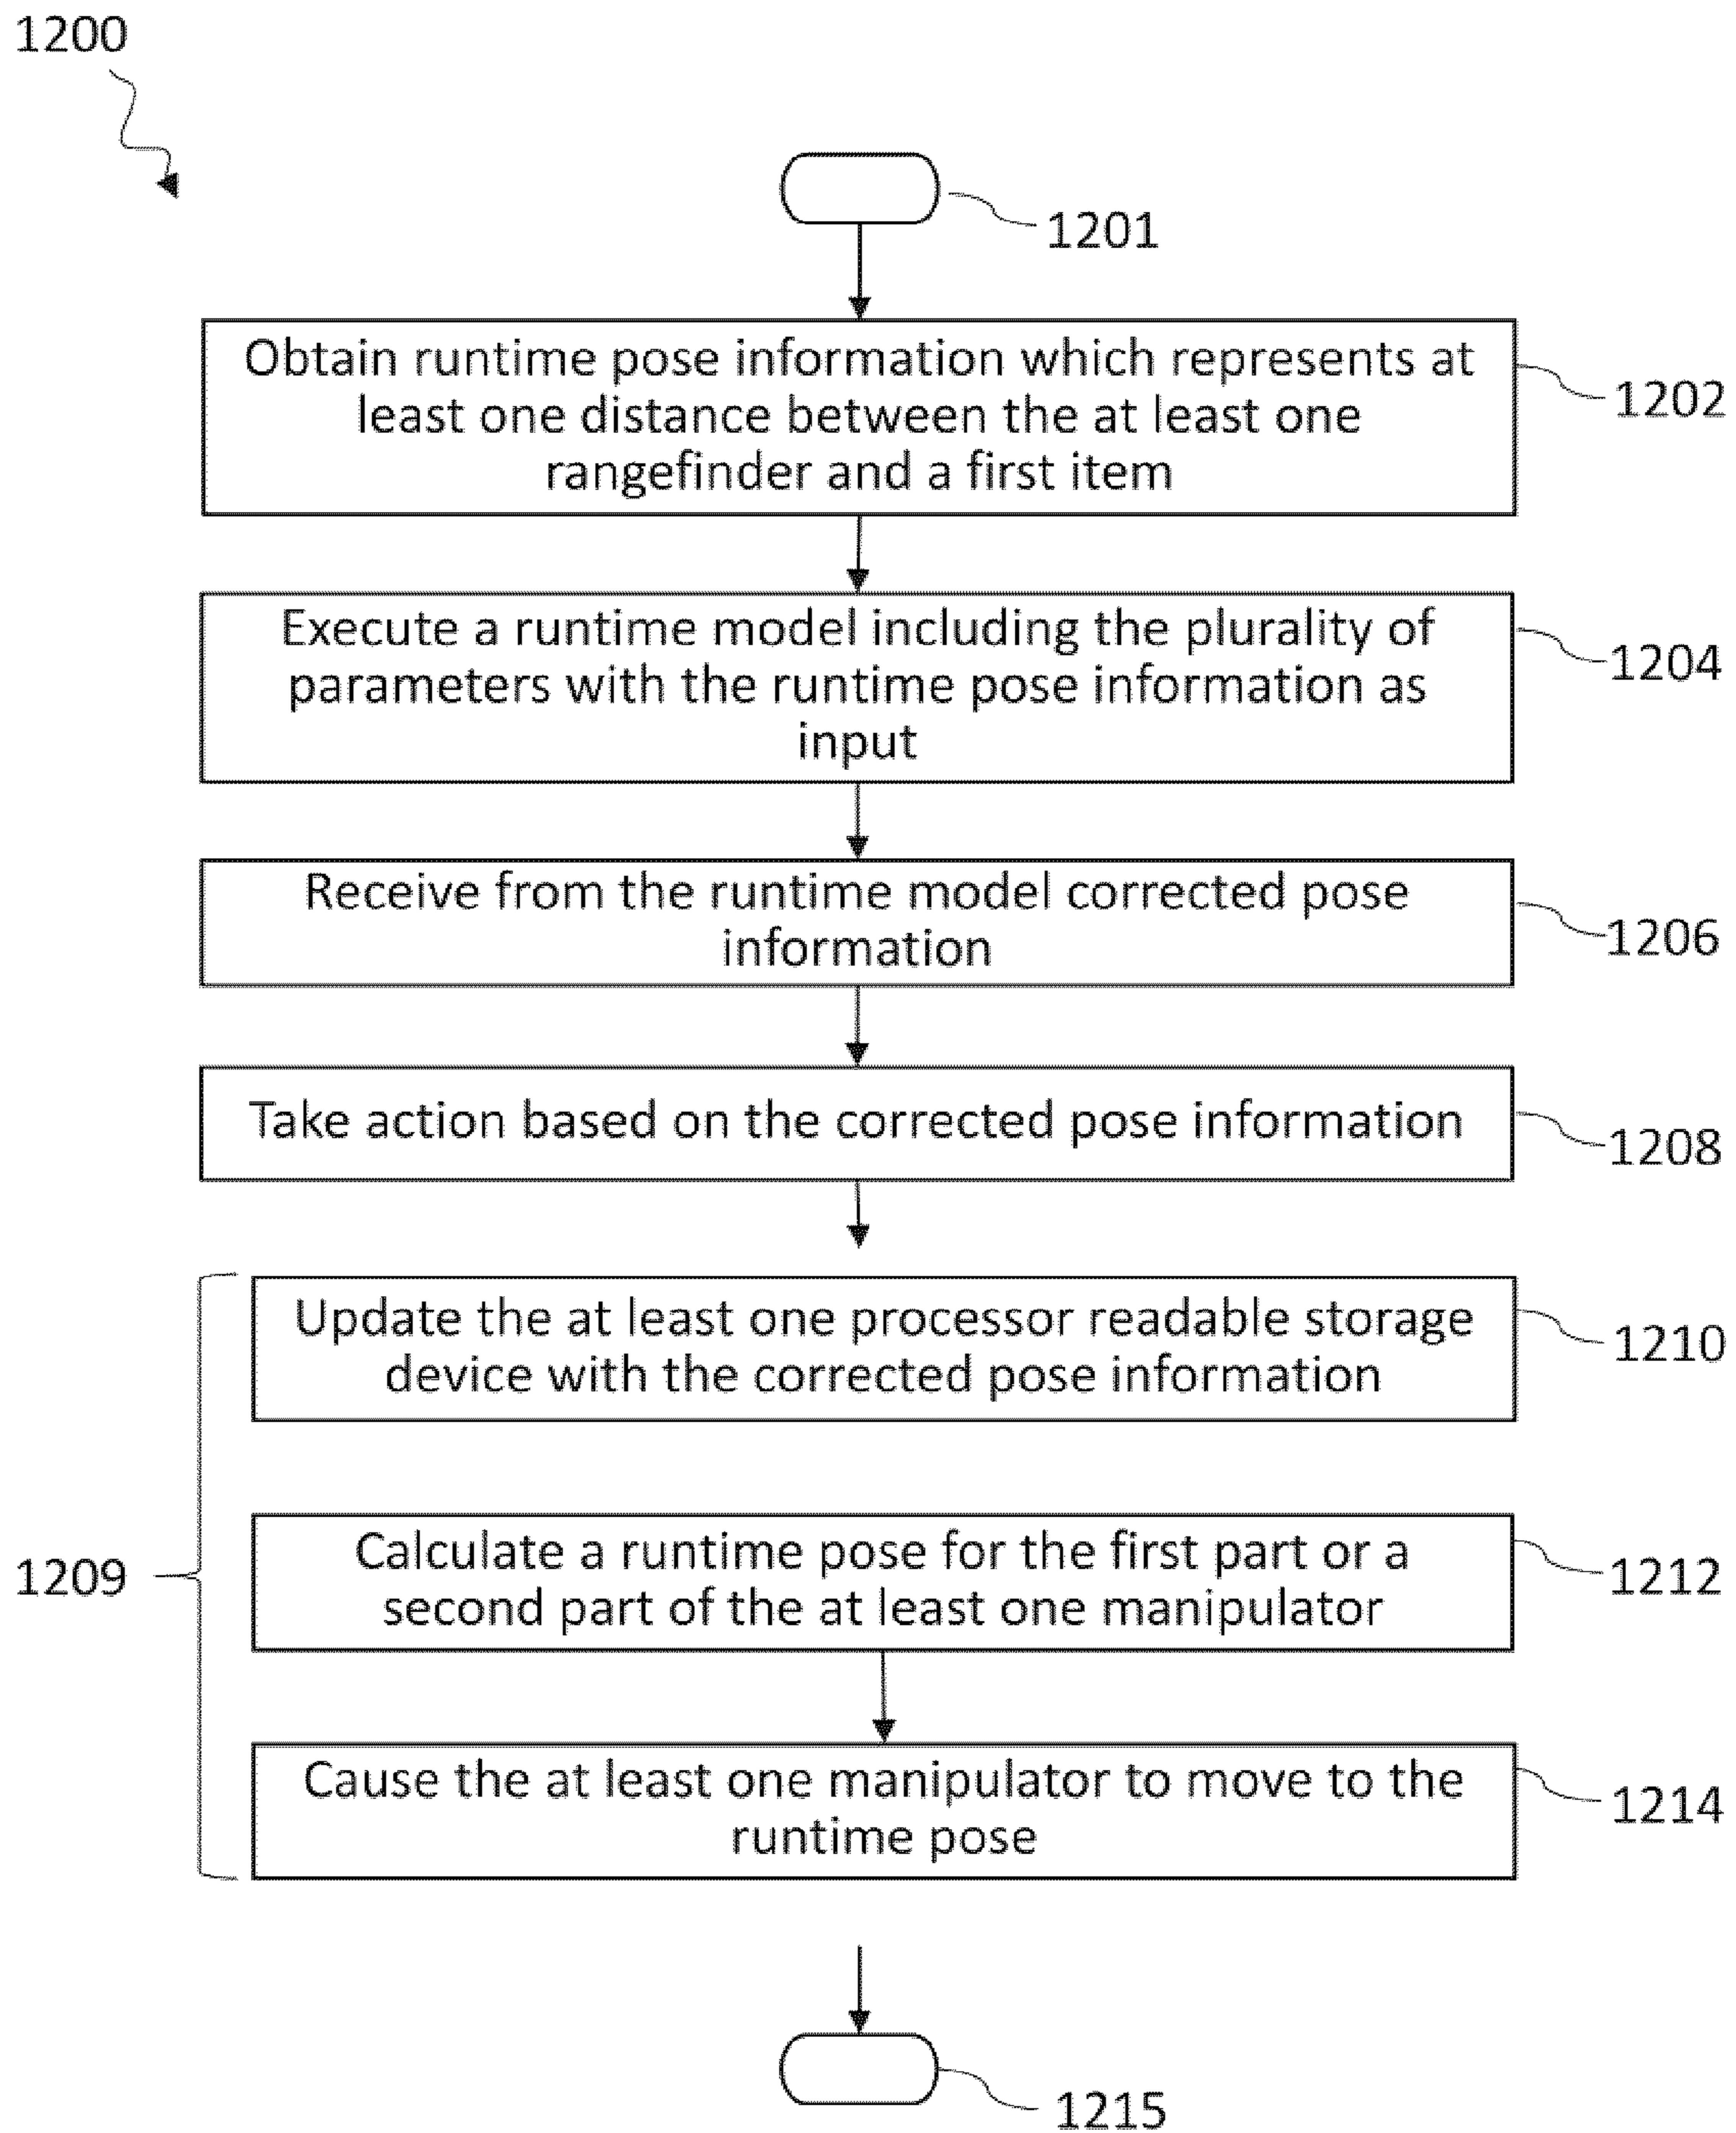 1200
1201
Obtain runtime pose information which represents at
least one distance between the at least one
rangefinder and a first item
1202
Execute a runtime model including the plurality of
parameters with the runtime pose information as
input
1204
Receive from the runtime model corrected pose
information
1206
Take action based on the corrected pose information
1208
Update the at least one processor readable storage
device with the corrected pose information
1210
1209
Calculate a runtime pose for the first part or a
second part of the at least one manipulator
1212
Cause the at least one manipulator to move to the
runtime pose
1214
1215